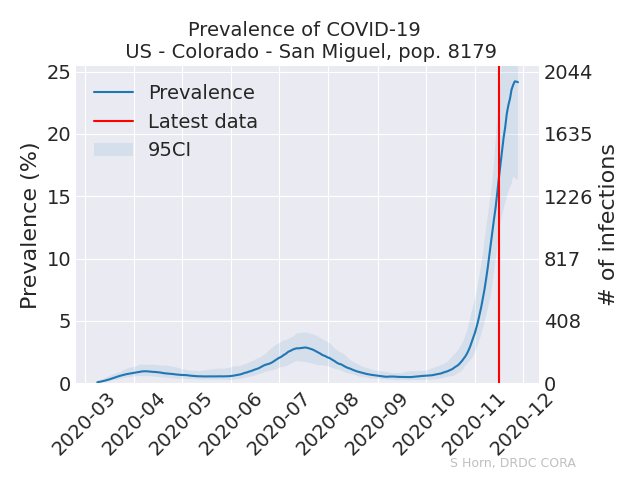 Prevalence of COVID-19
US - Colorado - San Miguel, pop. 8179
Prevalence
Latest data
95CI
Prevalence (%)
25
20
15
10
5
0
2044
1635
1226
817
408
0
# of infections
2020-03
2020-04
2020-05
2020-06
2020-07
2020-08
2020-09
2020-10
2020-11
2020-12
S Horn, DRDC CORA